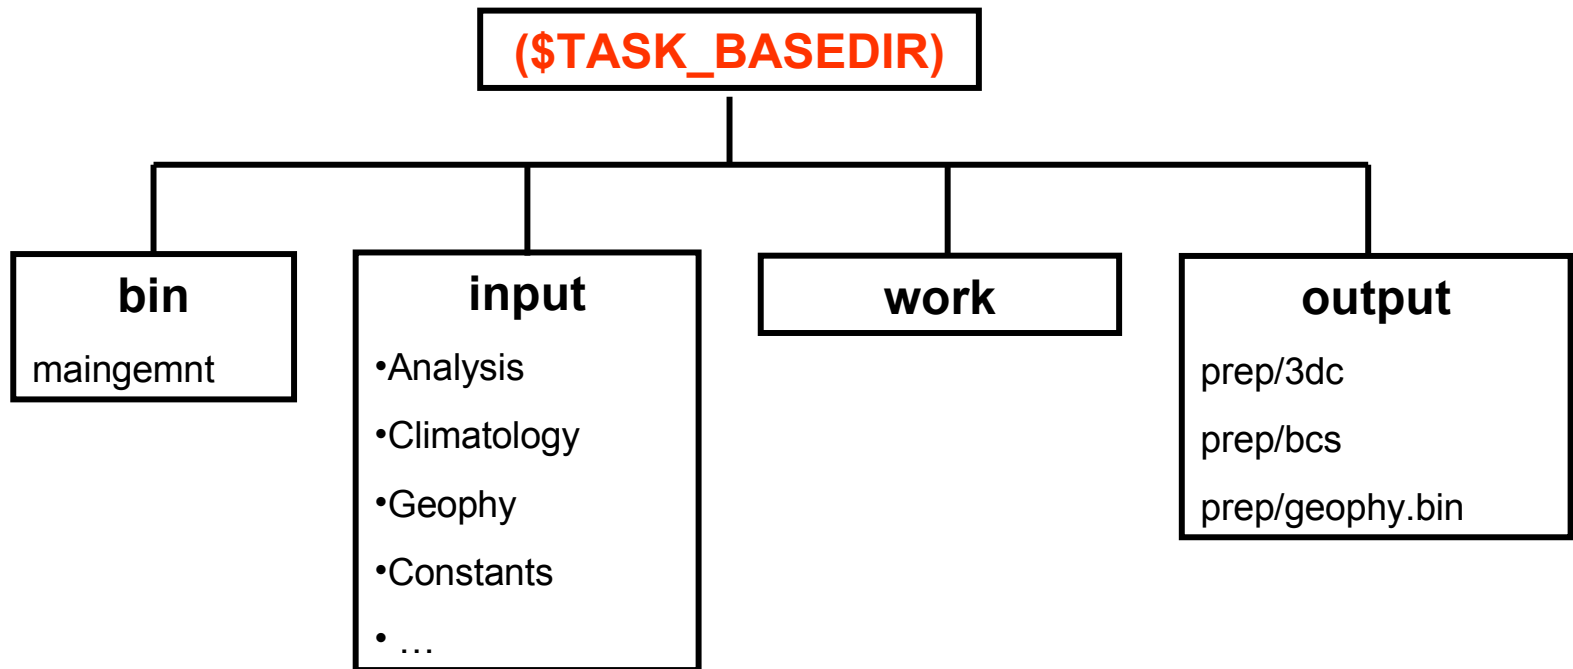 ($TASK_BASEDIR)
bin
maingemnt
input
•Analysis
•Climatology
•Geophy
•Constants
• …
work
output
prep/3dc
prep/bcs
prep/geophy.bin